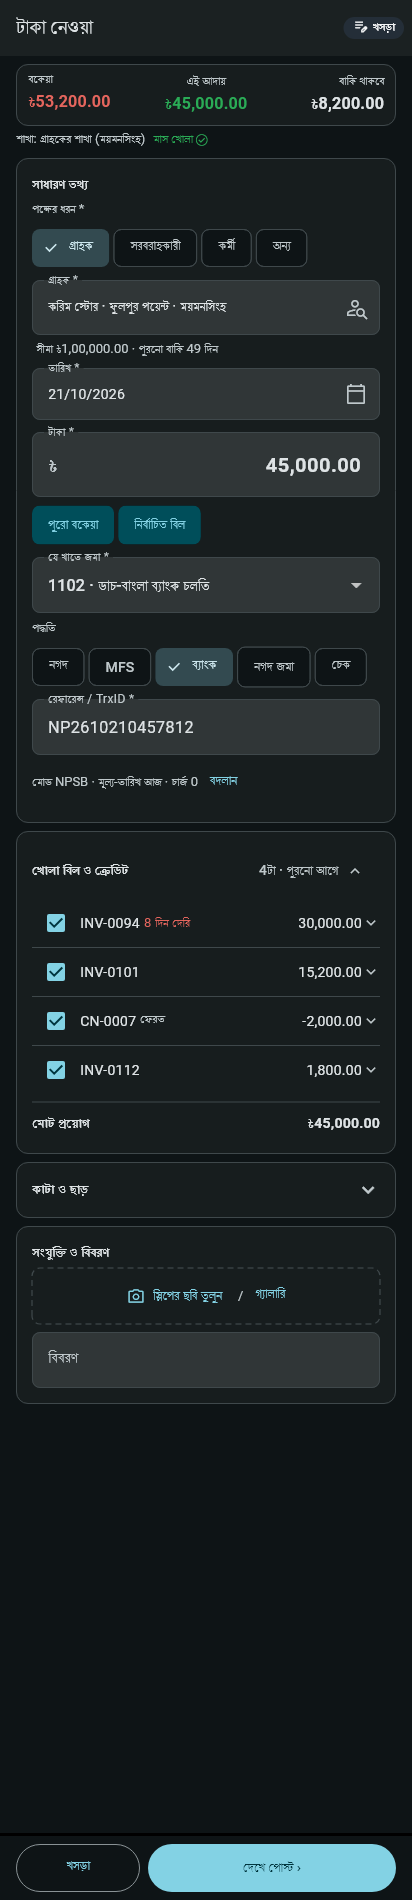 টাকা নেওয়া
খসড়া
বকেয়া
এই আদায়
বাকি থাকবে
৳53,200.00
৳45,000.00
৳8,200.00
শাখা: গ্রাহকের শাখা (ময়মনসিংহ) মাস খোলা
সাধারণ তথ্য
পক্ষের ধরন *
গ্রাহক
সরবরাহকারী
কর্মী
অন্য
গ্রাহক *
করিম স্টোর · ফুলপুর পয়েন্ট · ময়মনসিংহ
সীমা ৳1,00,000.00 · পুরনো বাকি 49 দিন
তারিখ *
21/10/2026
টাকা *
৳ 45,000.00
পুরো বকেয়া
নির্বাচিত বিল
যে খাতে জমা *
1102 · ডাচ-বাংলা ব্যাংক চলতি
পদ্ধতি
নগদ
MFS
ব্যাংক
নগদ জমা
চেক
রেফারেন্স / TrxID *
NP2610210457812
মোড NPSB · মূল্য-তারিখ আজ · চার্জ 0 বদলান
খোলা বিল ও ক্রেডিট 4টা · পুরনো আগে
INV-0094 8 দিন দেরি 30,000.00
INV-0101 15,200.00
CN-0007 ফেরত -2,000.00
INV-0112 1,800.00
মোট প্রয়োগ ৳45,000.00
কাটা ও ছাড়
সংযুক্তি ও বিবরণ
স্লিপের ছবি তুলুন / গ্যালারি
বিবরণ
খসড়া
দেখে পোস্ট ›